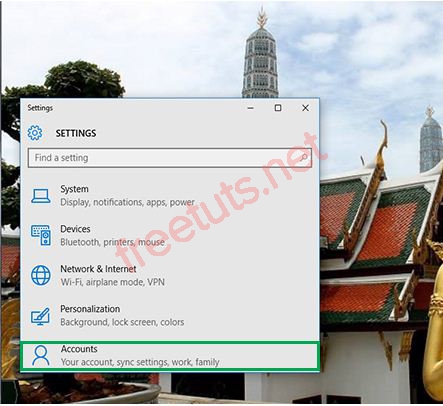 Settings
SETTINGS
Find a setting
System
Display, notifications, apps, power
Devices
Bluetooth, printers, mouse
Network & Internet
Wi-Fi, airplane mode, VPN
Personalization
Background, lock screen, colors
Accounts
Your account, sync settings, work, family
freetuts.net